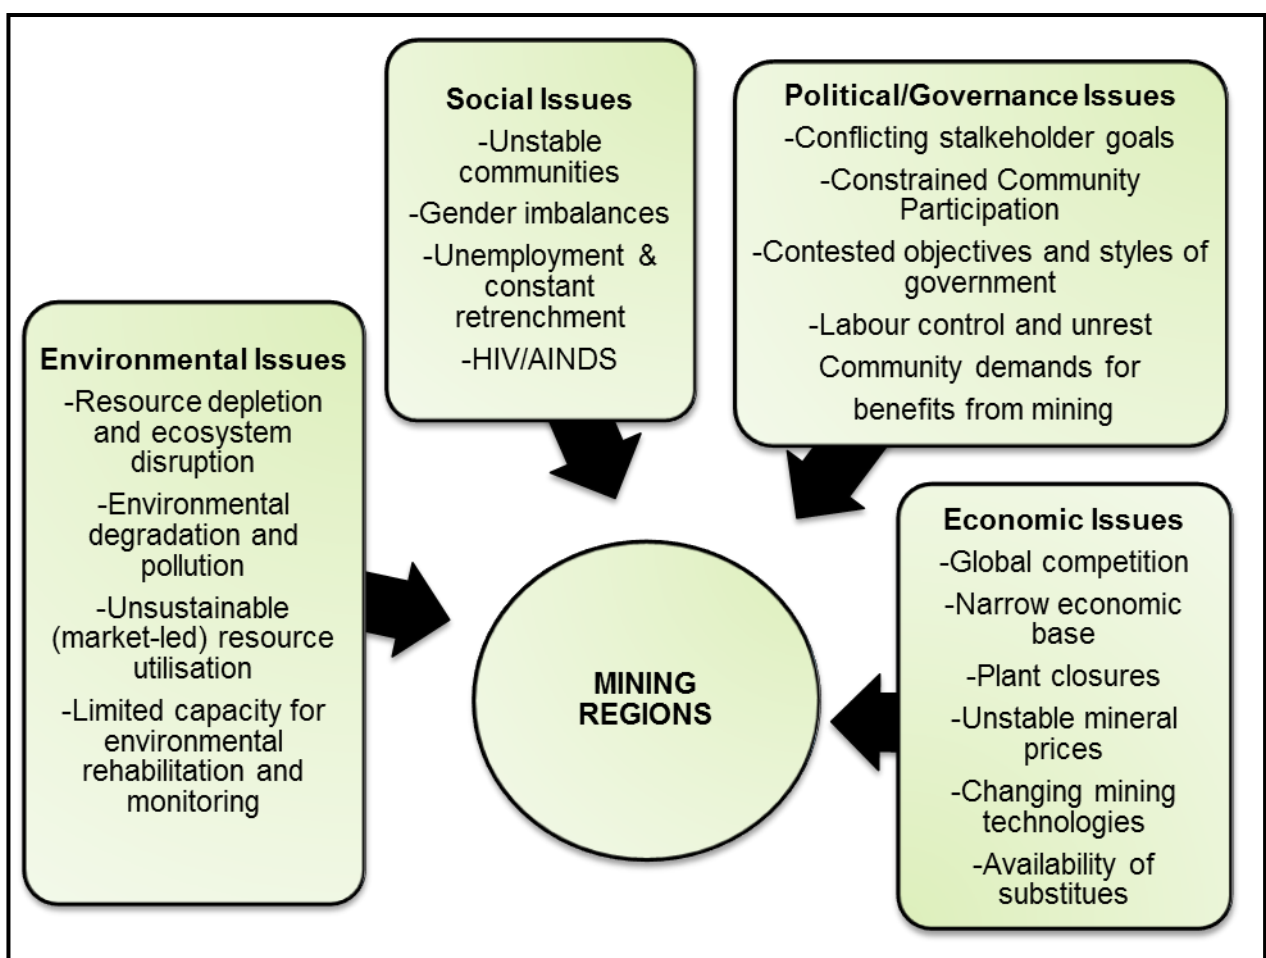 Social Issues
-Unstable
communities
-Gender imbalances
-Unemployment &
constant
retrenchment
-HIV/AINDS
Political/Governance Issues
-Conflicting stalkeholder goals
-Constrained Community
Participation
-Contested objectives and styles of
government
-Labour control and unrest
Community demands for
benefits from mining
Environmental Issues
-Resource depletion
and ecosystem
disruption
-Environmental
degradation and
pollution
-Unsustainable
(market-led) resource
utilisation
-Limited capacity for
environmental
rehabilitation and
monitoring
MINING
REGIONS
Economic Issues
-Global competition
-Narrow economic
base
-Plant closures
-Unstable mineral
prices
-Changing mining
technologies
-Availability of
substitues